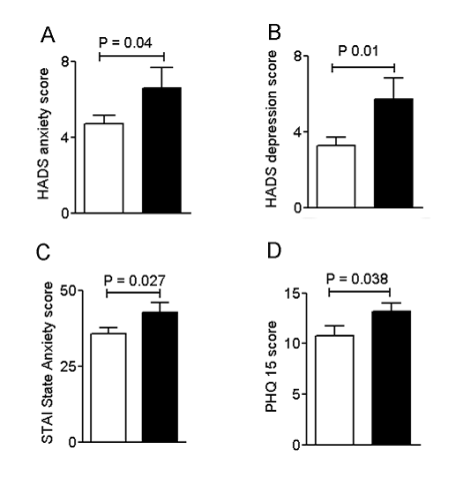 A
P = 0.04
HADS anxiety score
8
4
0
B
P 0.01
HADS depression score
8
4
0
C
P = 0.027
STAI State Anxiety score
50
25
0
D
P = 0.038
PHQ 15 score
15
10
5
0